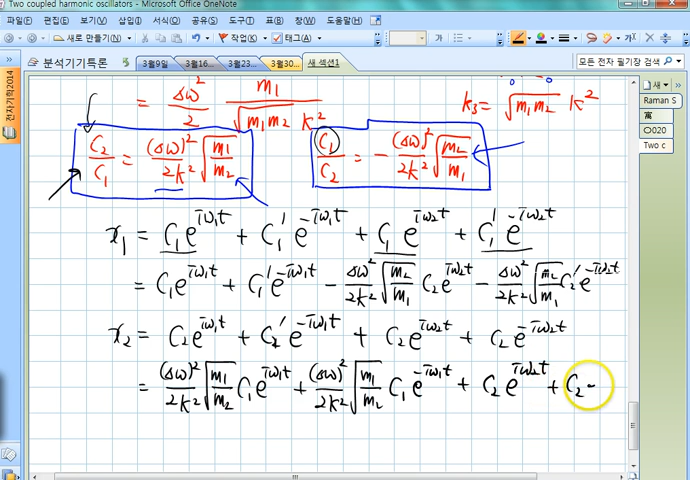 Two coupled harmonic oscillators - Microsoft OneNote
파일(F) 편집(E) 보기(V) 삽입(I) 서식(O) 공유(S) 도구(T) 표(A) 창(W) 도움말(H)
새로 만들기(N) 태그(A) 가
분석기기특론 3월9일 3월16... 3월23... 3월30... 새 섹션1 모든 전자 필기장 검색
전자기학2014
새
Raman S
富
〇020
Two c
= Δω²/2 m₁/(√(m₁m₂) k²) k₃ = √(m₁m₂) k²
C₂/C₁ = (Δω)²/2k² √(m₁/m₂) C₁/C₂ = -(Δω)²/2k² √(m₂/m₁)
x₁ = C₁e^{iω₁t} + C₁'e^{-iω₁t} + C₁e^{iω₂t} + C₁'e^{-iω₂t}
= C₁e^{iω₁t} + C₁'e^{-iω₁t} - Δω²/2k² √(m₂/m₁) C₂e^{iω₂t} - Δω²/2k² √(m₂/m₁) C₂'e^{-iω₂t}
x₂ = C₂e^{iω₁t} + C₂'e^{-iω₁t} + C₂e^{iω₂t} + C₂e^{-iω₂t}
= (Δω)²/2k² √(m₁/m₂) C₁e^{iω₁t} + (Δω)²/2k² √(m₁/m₂) C₁e^{-iω₁t} + C₂e^{iω₂t} + C₂